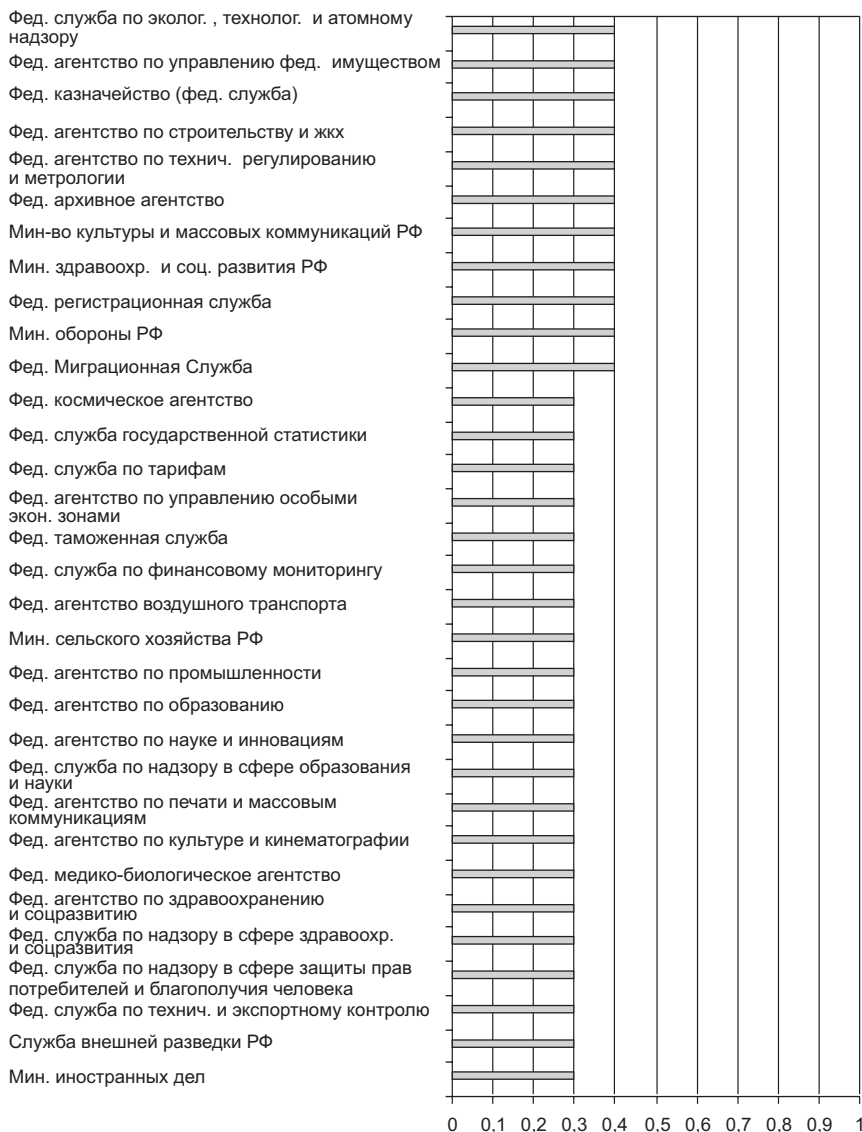 Фед. служба по эколог. , технолог. и атомному
надзору
Фед. агентство по управлению фед. имуществом
Фед. казначейство (фед. служба)
Фед. агентство по строительству и жкх
Фед. агентство по технич. регулированию
и метрологии
Фед. архивное агентство
Мин-во культуры и массовых коммуникаций РФ
Мин. здравоохр. и соц. развития РФ
Фед. регистрационная служба
Мин. обороны РФ
Фед. Миграционная Служба
Фед. космическое агентство
Фед. служба государственной статистики
Фед. служба по тарифам
Фед. агентство по управлению особыми
экон. зонами
Фед. таможенная служба
Фед. служба по финансовому мониторингу
Фед. агентство воздушного транспорта
Мин. сельского хозяйства РФ
Фед. агентство по промышленности
Фед. агентство по образованию
Фед. агентство по науке и инновациям
Фед. служба по надзору в сфере образования
и науки
Фед. агентство по печати и массовым
коммуникациям
Фед. агентство по культуре и кинематографии
Фед. медико-биологическое агентство
Фед. агентство по здравоохранению
и соцразвитию
Фед. служба по надзору в сфере здравоохр.
и соцразвития
Фед. служба по надзору в сфере защиты прав
потребителей и благополучия человека
Фед. служба по технич. и экспортному контролю
Служба внешней разведки РФ
Мин. иностранных дел
0 0,1 0,2 0,3 0,4 0,5 0,6 0,7 0,8 0,9 1